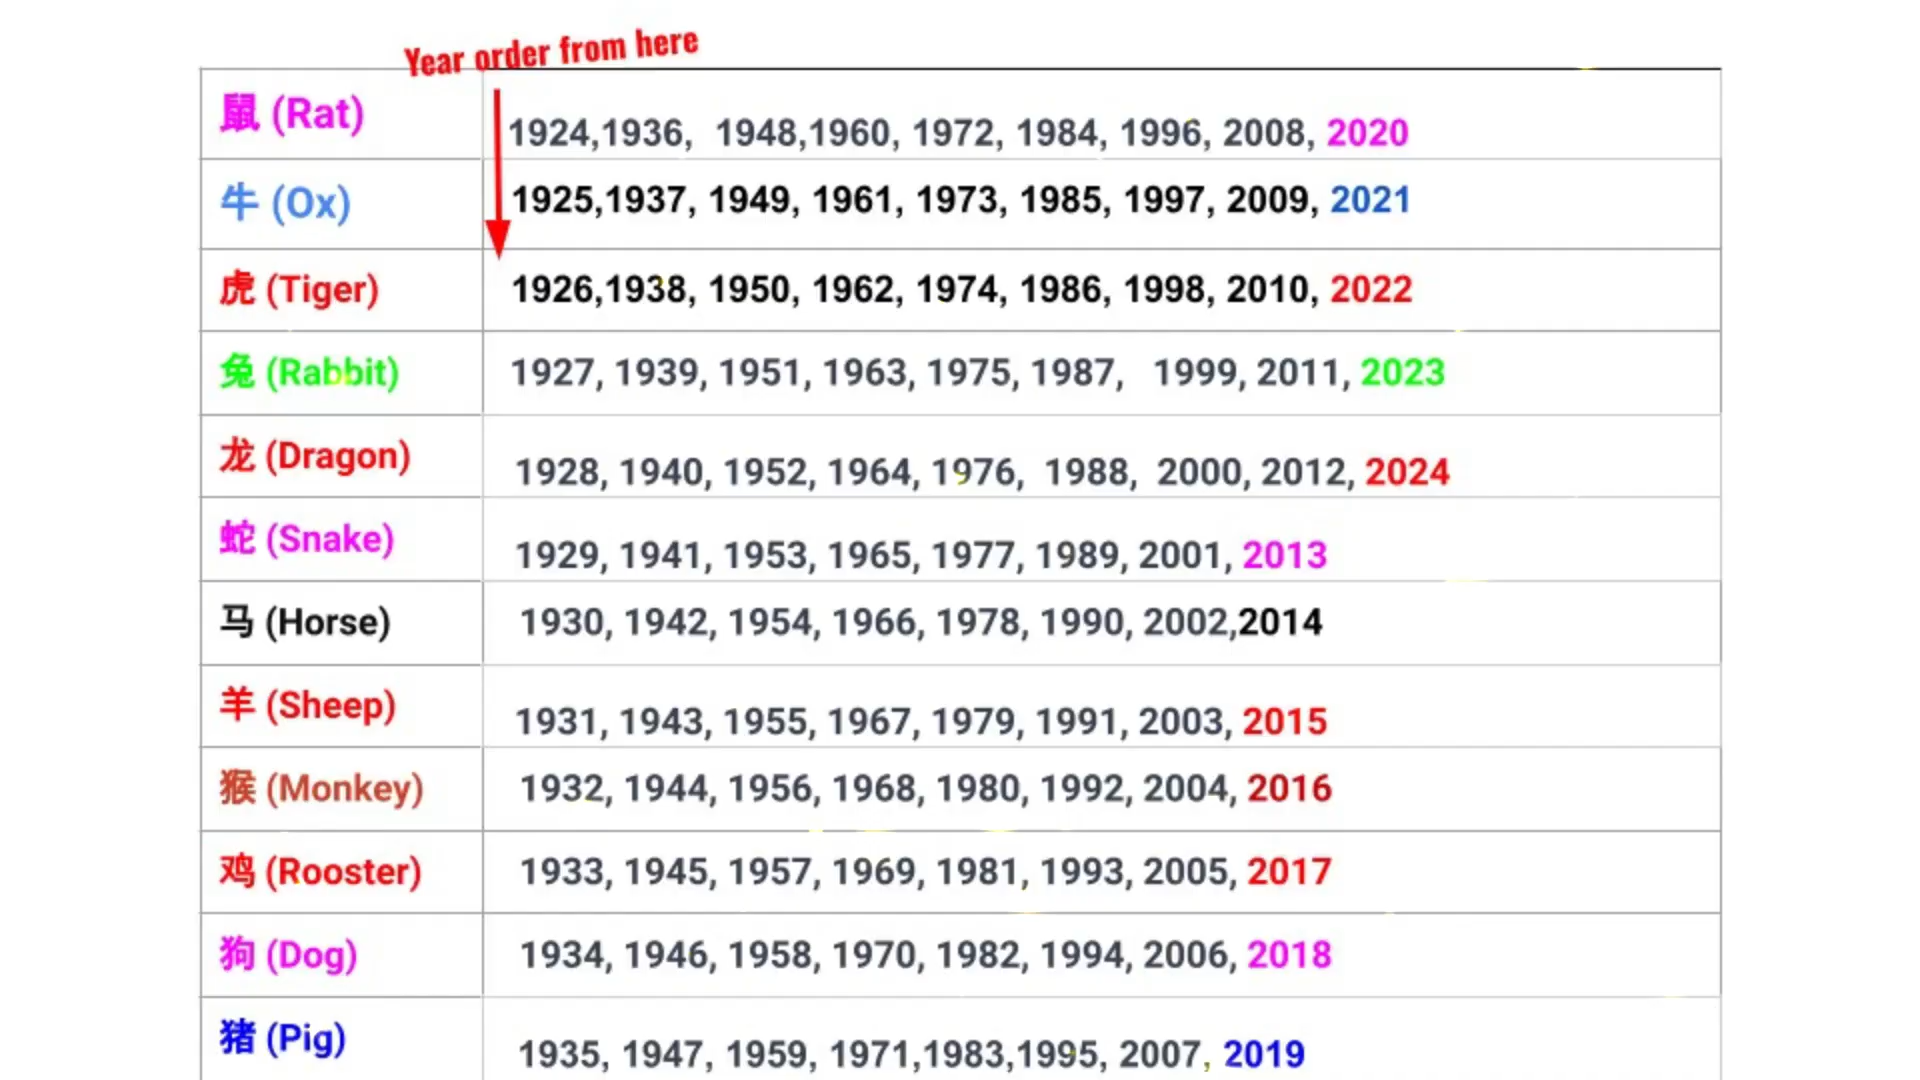 Year order from here
鼠 (Rat) 1924,1936, 1948,1960, 1972, 1984, 1996, 2008, 2020
牛 (Ox) 1925,1937, 1949, 1961, 1973, 1985, 1997, 2009, 2021
虎 (Tiger) 1926,1938, 1950, 1962, 1974, 1986, 1998, 2010, 2022
兔 (Rabbit) 1927, 1939, 1951, 1963, 1975, 1987, 1999, 2011, 2023
龙 (Dragon) 1928, 1940, 1952, 1964, 1976, 1988, 2000, 2012, 2024
蛇 (Snake) 1929, 1941, 1953, 1965, 1977, 1989, 2001, 2013
马 (Horse) 1930, 1942, 1954, 1966, 1978, 1990, 2002,2014
羊 (Sheep) 1931, 1943, 1955, 1967, 1979, 1991, 2003, 2015
猴 (Monkey) 1932, 1944, 1956, 1968, 1980, 1992, 2004, 2016
鸡 (Rooster) 1933, 1945, 1957, 1969, 1981, 1993, 2005, 2017
狗 (Dog) 1934, 1946, 1958, 1970, 1982, 1994, 2006, 2018
猪 (Pig) 1935, 1947, 1959, 1971,1983,1995, 2007, 2019